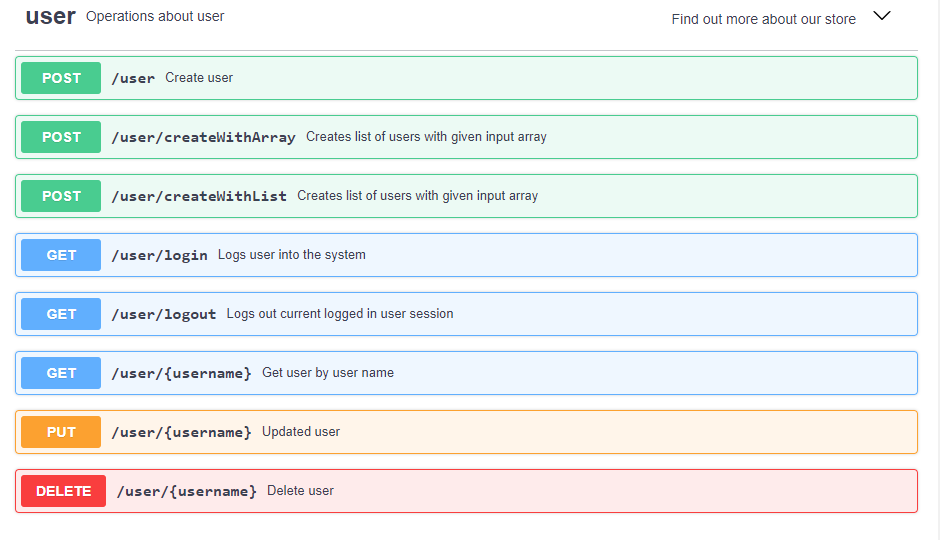 user Operations about user Find out more about our store
POST /user Create user
POST /user/createWithArray Creates list of users with given input array
POST /user/createWithList Creates list of users with given input array
GET /user/login Logs user into the system
GET /user/logout Logs out current logged in user session
GET /user/{username} Get user by user name
PUT /user/{username} Updated user
DELETE /user/{username} Delete user